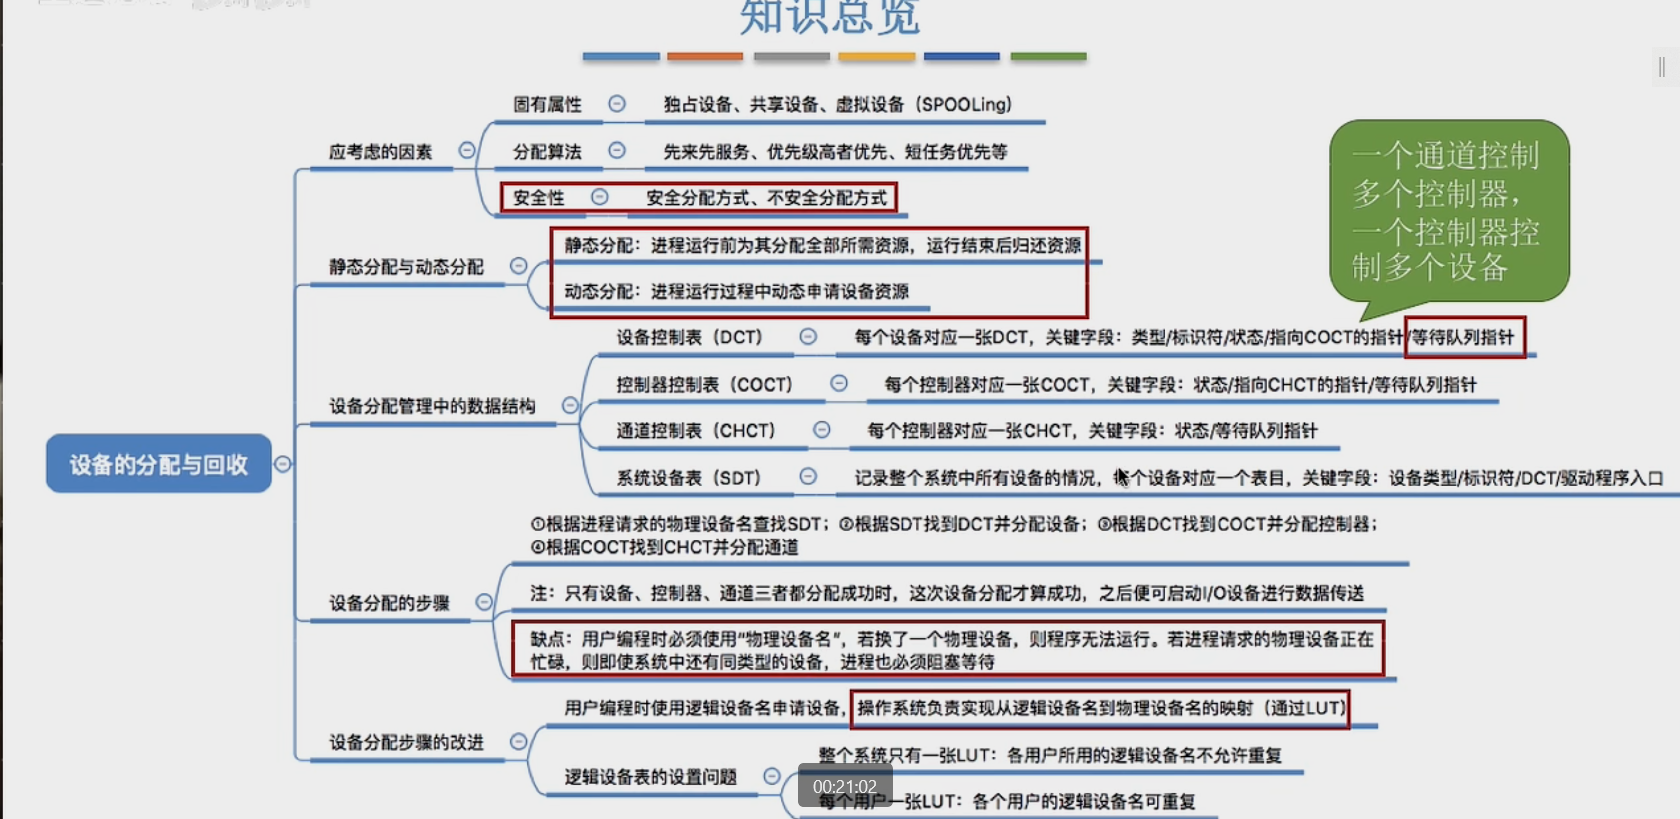 知识总览
固有属性
独占设备、共享设备、虚拟设备（SPOOLing）
应考虑的因素
分配算法
先来先服务、优先级高者优先、短任务优先等
安全性
安全分配方式、不安全分配方式
一个通道控制
多个控制器，
一个控制器控
制多个设备
静态分配与动态分配
静态分配：进程运行前为其分配全部所需资源，运行结束后归还资源
动态分配：进程运行过程中动态申请设备资源
设备分配管理中的数据结构
设备控制表（DCT）
每个设备对应一张DCT，关键字段：类型/标识符/状态/指向COCT的指针/等待队列指针
控制器控制表（COCT）
每个控制器对应一张COCT，关键字段：状态/指向CHCT的指针/等待队列指针
通道控制表（CHCT）
每个控制器对应一张CHCT，关键字段：状态/等待队列指针
系统设备表（SDT）
记录整个系统中所有设备的情况，个设备对应一个表目，关键字段：设备类型/标识符/DCT/驱动程序入口
设备的分配与回收
设备分配的步骤
①根据进程请求的物理设备名查找SDT；②根据SDT找到DCT并分配设备；③根据DCT找到COCT并分配控制器；
④根据COCT找到CHCT并分配通道
注：只有设备、控制器、通道三者都分配成功时，这次设备分配才算成功，之后便可启动I/O设备进行数据传送
缺点：用户编程时必须使用“物理设备名”，若换了一个物理设备，则程序无法运行。若进程请求的物理设备正在
忙碌，则即使系统中还有同类型的设备，进程也必须阻塞等待
设备分配步骤的改进
用户编程时使用逻辑设备名申请设备，操作系统负责实现从逻辑设备名到物理设备名的映射（通过LUT）
逻辑设备表的设置问题
整个系统只有一张LUT：各用户所用的逻辑设备名不允许重复
每个用户一张LUT：各个用户的逻辑设备名可重复
00:21:02